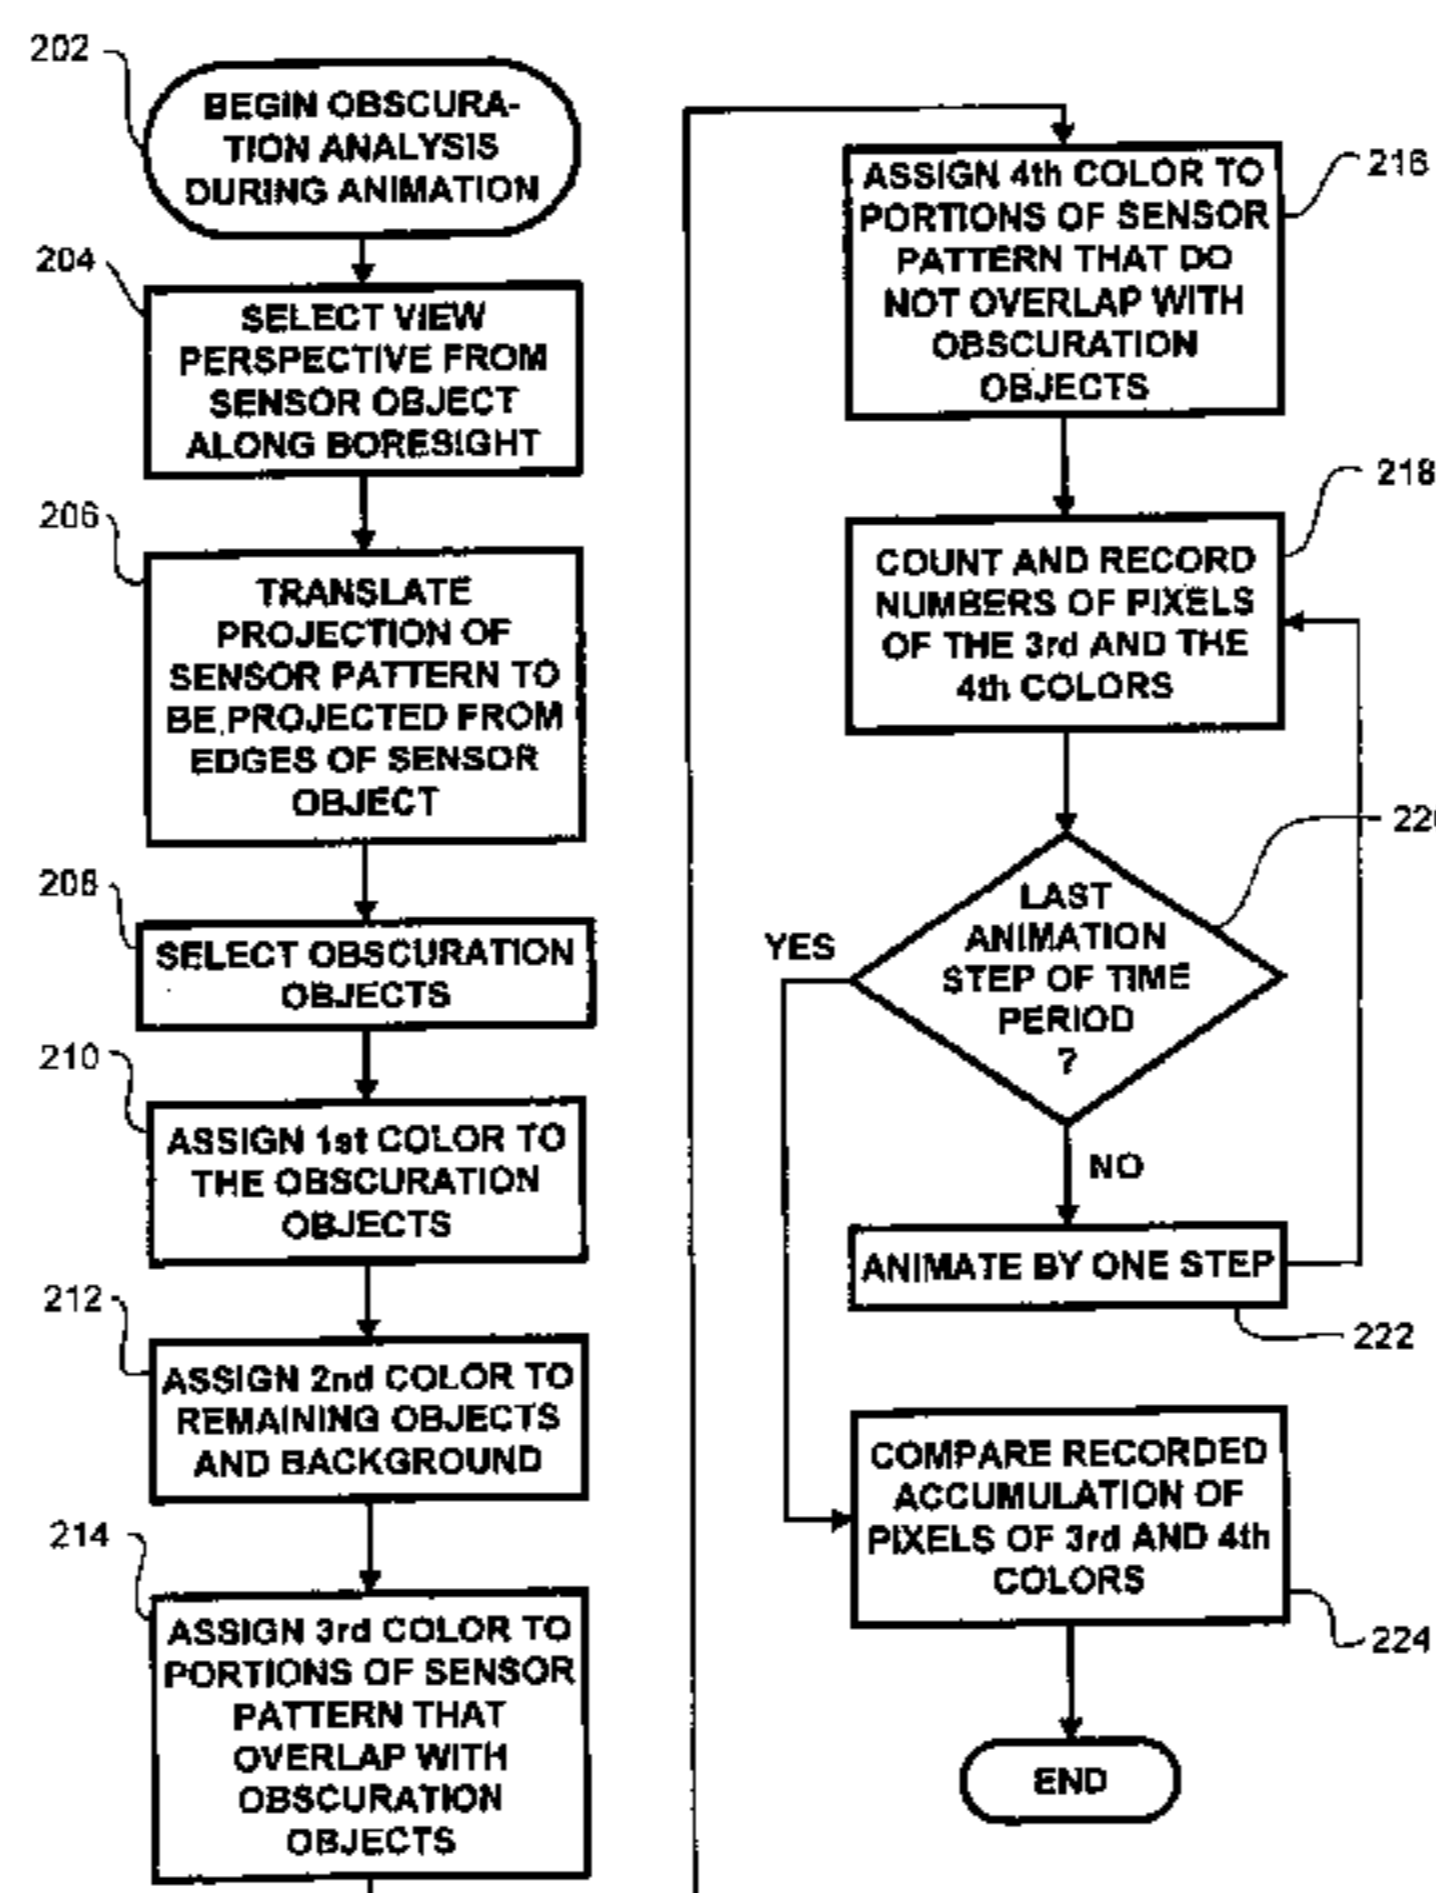 202
BEGIN OBSCURA-
TION ANALYSIS
DURING ANIMATION
204
SELECT VIEW
PERSPECTIVE FROM
SENSOR OBJECT
ALONG BORESIGHT
206
TRANSLATE
PROJECTION OF
SENSOR PATTERN TO
BE PROJECTED FROM
EDGES OF SENSOR
OBJECT
208
SELECT OBSCURATION
OBJECTS
210
ASSIGN 1st COLOR TO
THE OBSCURATION
OBJECTS
212
ASSIGN 2nd COLOR TO
REMAINING OBJECTS
AND BACKGROUND
214
ASSIGN 3rd COLOR TO
PORTIONS OF SENSOR
PATTERN THAT
OVERLAP WITH
OBSCURATION
OBJECTS
216
ASSIGN 4th COLOR TO
PORTIONS OF SENSOR
PATTERN THAT DO
NOT OVERLAP WITH
OBSCURATION
OBJECTS
218
COUNT AND RECORD
NUMBERS OF PIXELS
OF THE 3rd AND THE
4th COLORS
LAST
ANIMATION
STEP OF TIME
PERIOD
?
YES
NO
ANIMATE BY ONE STEP
222
COMPARE RECORDED
ACCUMULATION OF
PIXELS OF 3rd AND 4th
COLORS
224
END